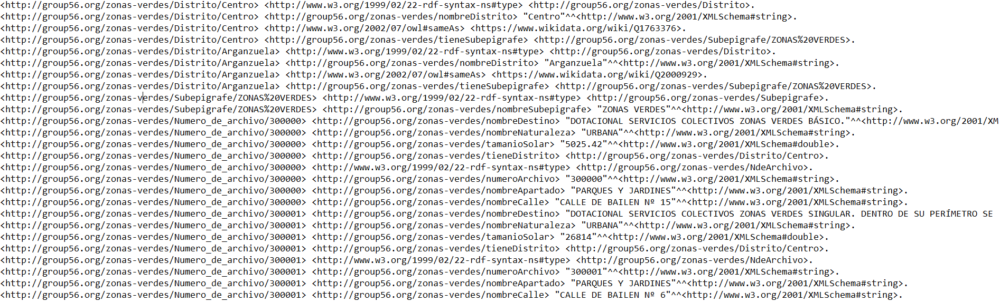 <http://group56.org/zonas-verdes/Distrito/Centro> <http://www.w3.org/1999/02/22-rdf-syntax-ns#type> <http://group56.org/zonas-verdes/Distrito>.
<http://group56.org/zonas-verdes/Distrito/Centro> <http://group56.org/zonas-verdes/nombreDistrito> "Centro"^^<http://www.w3.org/2001/XMLSchema#string>.
<http://group56.org/zonas-verdes/Distrito/Centro> <http://www.w3.org/2002/07/owl#sameAs> <https://www.wikidata.org/wiki/Q1763376>.
<http://group56.org/zonas-verdes/Distrito/Centro> <http://group56.org/zonas-verdes/tieneSubepigrafe> <http://group56.org/zonas-verdes/Subepigrafe/ZONAS%20VERDES>.
<http://group56.org/zonas-verdes/Distrito/Arganzuela> <http://www.w3.org/1999/02/22-rdf-syntax-ns#type> <http://group56.org/zonas-verdes/Distrito>.
<http://group56.org/zonas-verdes/Distrito/Arganzuela> <http://group56.org/zonas-verdes/nombreDistrito> "Arganzuela"^^<http://www.w3.org/2001/XMLSchema#string>.
<http://group56.org/zonas-verdes/Distrito/Arganzuela> <http://www.w3.org/2002/07/owl#sameAs> <https://www.wikidata.org/wiki/Q2000929>.
<http://group56.org/zonas-verdes/Distrito/Arganzuela> <http://group56.org/zonas-verdes/tieneSubepigrafe> <http://group56.org/zonas-verdes/Subepigrafe/ZONAS%20VERDES>.
<http://group56.org/zonas-verdes/Subepigrafe/ZONAS%20VERDES> <http://www.w3.org/1999/02/22-rdf-syntax-ns#type> <http://group56.org/zonas-verdes/Subepigrafe>.
<http://group56.org/zonas-verdes/Subepigrafe/ZONAS%20VERDES> <http://group56.org/zonas-verdes/nombreSubepigrafe> "ZONAS VERDES"^^<http://www.w3.org/2001/XMLSchema#string>.
<http://group56.org/zonas-verdes/Numero_de_archivo/300000> <http://group56.org/zonas-verdes/nombreDestino> "DOTACIONAL SERVICIOS COLECTIVOS ZONAS VERDES BÁSICO."^^<http://www.w3.org/2001/XM
<http://group56.org/zonas-verdes/Numero_de_archivo/300000> <http://group56.org/zonas-verdes/nombreNaturaleza> "URBANA"^^<http://www.w3.org/2001/XMLSchema#string>.
<http://group56.org/zonas-verdes/Numero_de_archivo/300000> <http://group56.org/zonas-verdes/tamanioSolar> "5025.42"^^<http://www.w3.org/2001/XMLSchema#double>.
<http://group56.org/zonas-verdes/Numero_de_archivo/300000> <http://group56.org/zonas-verdes/tieneDistrito> <http://group56.org/zonas-verdes/Distrito/Centro>.
<http://group56.org/zonas-verdes/Numero_de_archivo/300000> <http://www.w3.org/1999/02/22-rdf-syntax-ns#type> <http://group56.org/zonas-verdes/NdeArchivo>.
<http://group56.org/zonas-verdes/Numero_de_archivo/300000> <http://group56.org/zonas-verdes/numeroArchivo> "300000"^^<http://www.w3.org/2001/XMLSchema#string>.
<http://group56.org/zonas-verdes/Numero_de_archivo/300000> <http://group56.org/zonas-verdes/nombreApartado> "PARQUES Y JARDINES"^^<http://www.w3.org/2001/XMLSchema#string>.
<http://group56.org/zonas-verdes/Numero_de_archivo/300000> <http://group56.org/zonas-verdes/nombreCalle> "CALLE DE BAILEN Nº 15"^^<http://www.w3.org/2001/XMLSchema#string>.
<http://group56.org/zonas-verdes/Numero_de_archivo/300001> <http://group56.org/zonas-verdes/nombreDestino> "DOTACIONAL SERVICIOS COLECTIVOS ZONAS VERDES SINGULAR. DENTRO DE SU PERÍMETRO SE
<http://group56.org/zonas-verdes/Numero_de_archivo/300001> <http://group56.org/zonas-verdes/nombreNaturaleza> "URBANA"^^<http://www.w3.org/2001/XMLSchema#string>.
<http://group56.org/zonas-verdes/Numero_de_archivo/300001> <http://group56.org/zonas-verdes/tamanioSolar> "26814"^^<http://www.w3.org/2001/XMLSchema#double>.
<http://group56.org/zonas-verdes/Numero_de_archivo/300001> <http://group56.org/zonas-verdes/tieneDistrito> <http://group56.org/zonas-verdes/Distrito/Centro>.
<http://group56.org/zonas-verdes/Numero_de_archivo/300001> <http://www.w3.org/1999/02/22-rdf-syntax-ns#type> <http://group56.org/zonas-verdes/NdeArchivo>.
<http://group56.org/zonas-verdes/Numero_de_archivo/300001> <http://group56.org/zonas-verdes/numeroArchivo> "300001"^^<http://www.w3.org/2001/XMLSchema#string>.
<http://group56.org/zonas-verdes/Numero_de_archivo/300001> <http://group56.org/zonas-verdes/nombreApartado> "PARQUES Y JARDINES"^^<http://www.w3.org/2001/XMLSchema#string>.
<http://group56.org/zonas-verdes/Numero_de_archivo/300001> <http://group56.org/zonas-verdes/nombreCalle> "CALLE DE BAILEN Nº 6"^^<http://www.w3.org/2001/XMLSchema#string>.